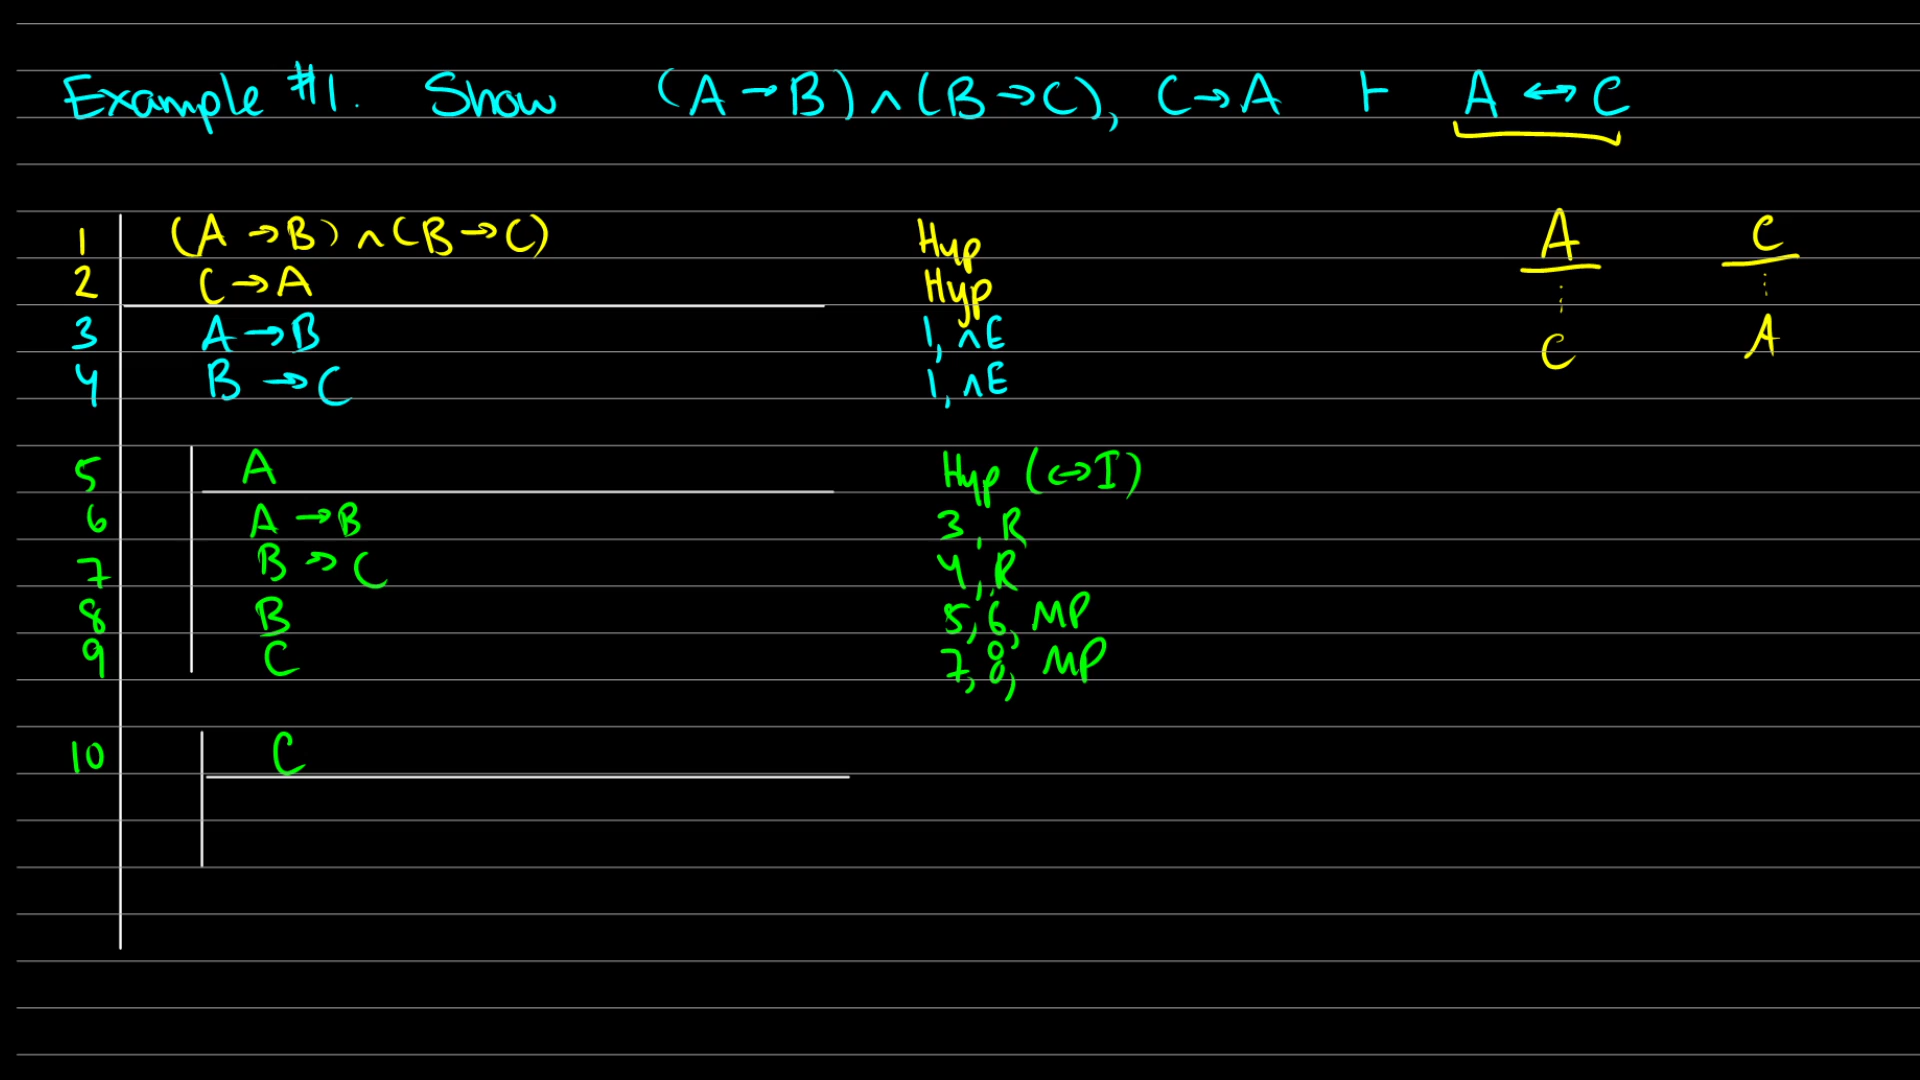 Example #1. Show (A→B)∧(B→C), C→A ⊢ A↔C
1 (A→B)∧(B→C) Hyp A C
2 C→A Hyp ⋮ ⋮
3 A→B 1, ∧E C A
4 B→C 1, ∧E
5 A Hyp (↔I)
6 A→B 3, R
7 B→C 4, R
8 B 5, 6, MP
9 C 7, 8, MP
10 C